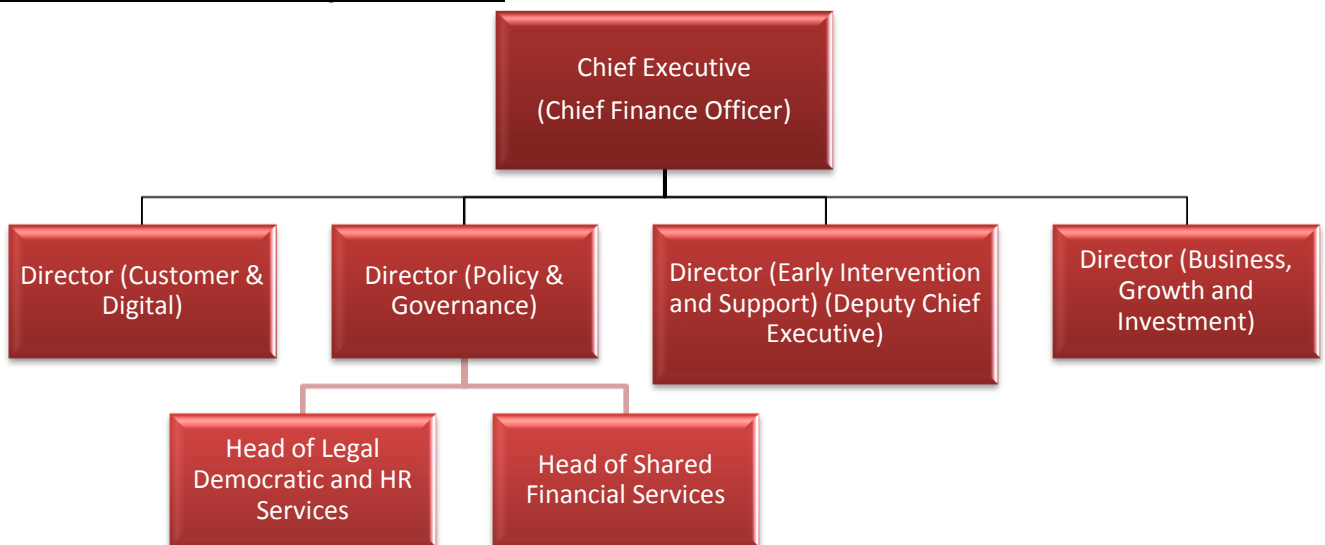 Chief Executive
(Chief Finance Officer)
Director (Customer &
Digital)
Director (Policy &
Governance)
Director (Early Intervention
and Support) (Deputy Chief
Executive)
Director (Business,
Growth and
Investment)
Head of Legal
Democratic and HR
Services
Head of Shared
Financial Services